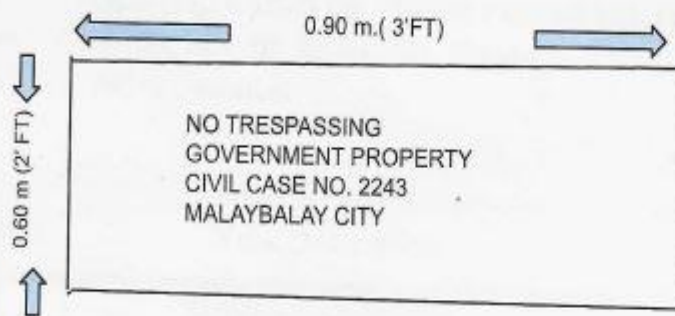 0.90 m.( 3'FT)
0.60 m (2' FT)
NO TRESPASSING
GOVERNMENT PROPERTY
CIVIL CASE NO. 2243
MALAYBALAY CITY